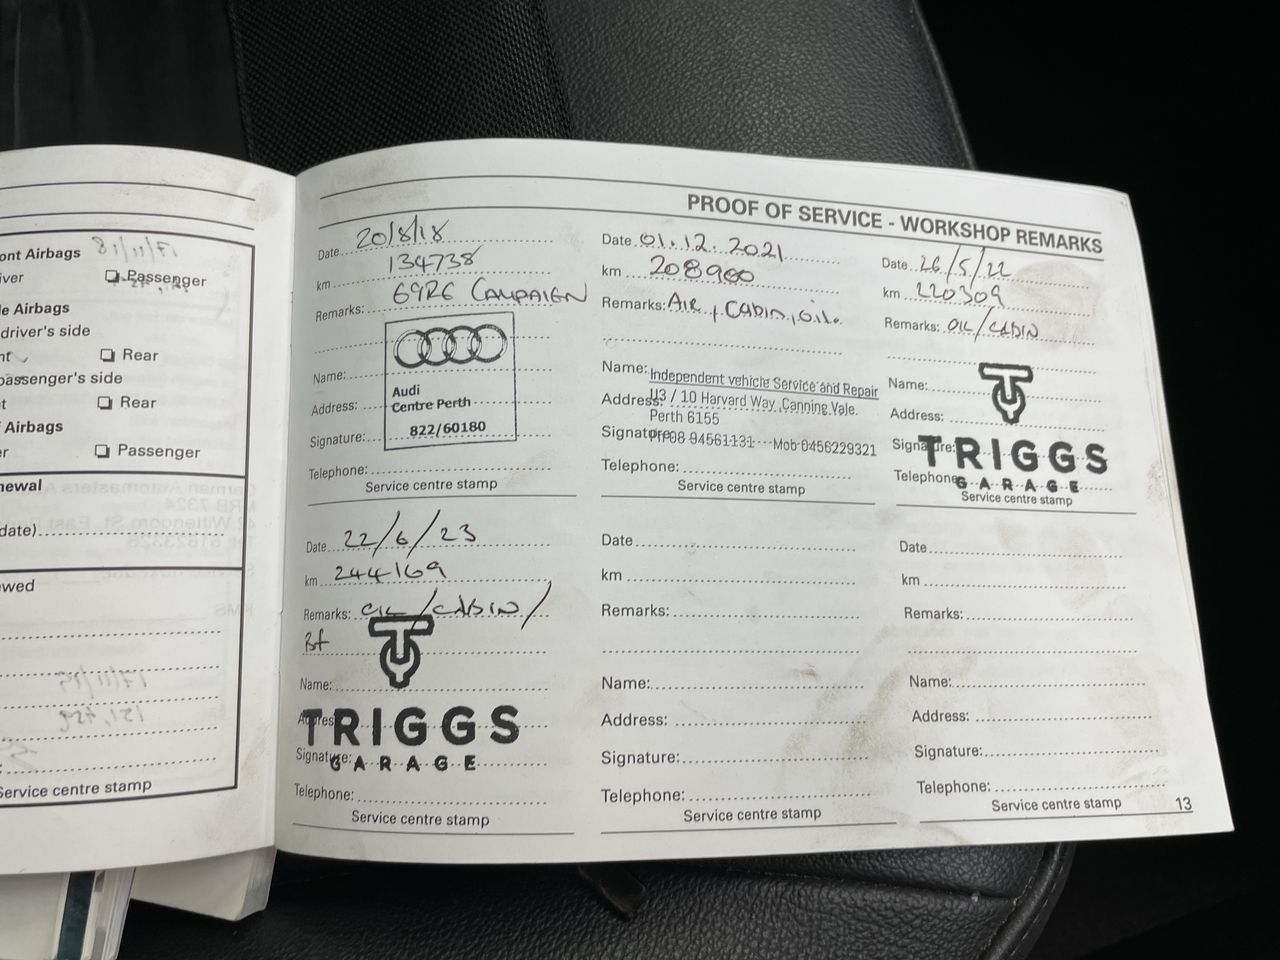 PROOF OF SERVICE - WORKSHOP REMARKS
Date 20/8/18
km 134738
Remarks: 69R6 CAMPAIGN
Name:
Audi
Centre Perth
Address:
822/60180
Signature:
Telephone:
Service centre stamp
Date 01.12.2021
km 208900
Remarks: AIR, CABIN, OIL.
Name: Independent vehicle Service and Repair
Address: U3 / 10 Harvard Way, Canning Vale.
Perth 6155
Signature
PH 08 94561131 Mob 0456229321
Telephone:
Service centre stamp
Date 26/5/22
km 220309
Remarks: OIL/CABIN
Name:
Address:
Signature:
TRIGGS
Telephone
GARAGE
Service centre stamp
Date 22/6/23
km 244169
Remarks: OIL/CABIN/
Bf
Name:
Address
TRIGGS
Signature:
GARAGE
Telephone:
Service centre stamp
Date
km
Remarks:
Name:
Address:
Signature:
Telephone:
Service centre stamp
Date
km
Remarks:
Name:
Address:
Signature:
Telephone:
Service centre stamp
13
ont Airbags
iver
Passenger
e Airbags
driver's side
nt
Rear
passenger's side
t
Rear
Airbags
er
Passenger
newal
date)
wed
Service centre stamp